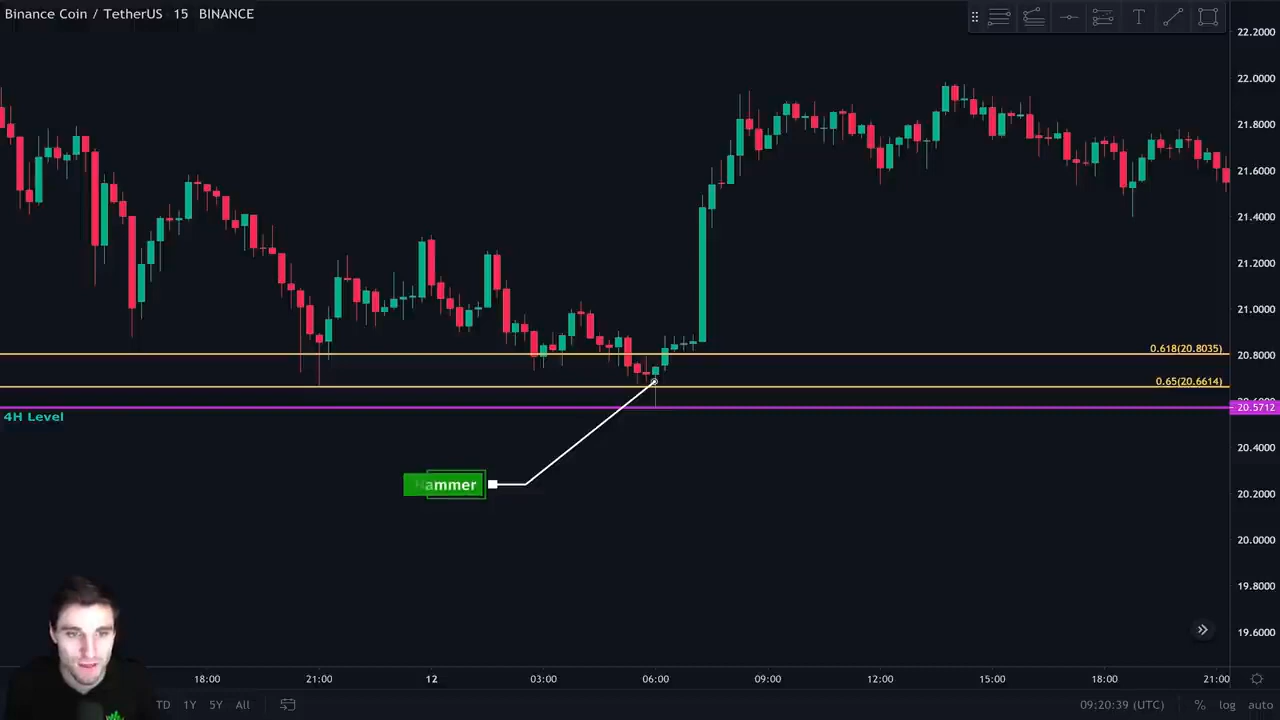 Binance Coin / TetherUS 15 BINANCE
T
22.2000
22.0000
21.8000
21.6000
21.4000
21.2000
21.0000
20.8000
0.618(20.8035)
0.65(20.6614)
20.5712
4H Level
20.4000
ammer
20.2000
20.0000
19.8000
19.6000
18:00 21:00 12 03:00 06:00 09:00 12:00 15:00 18:00 21:00
TD 1Y 5Y All 09:20:39 (UTC) % log auto